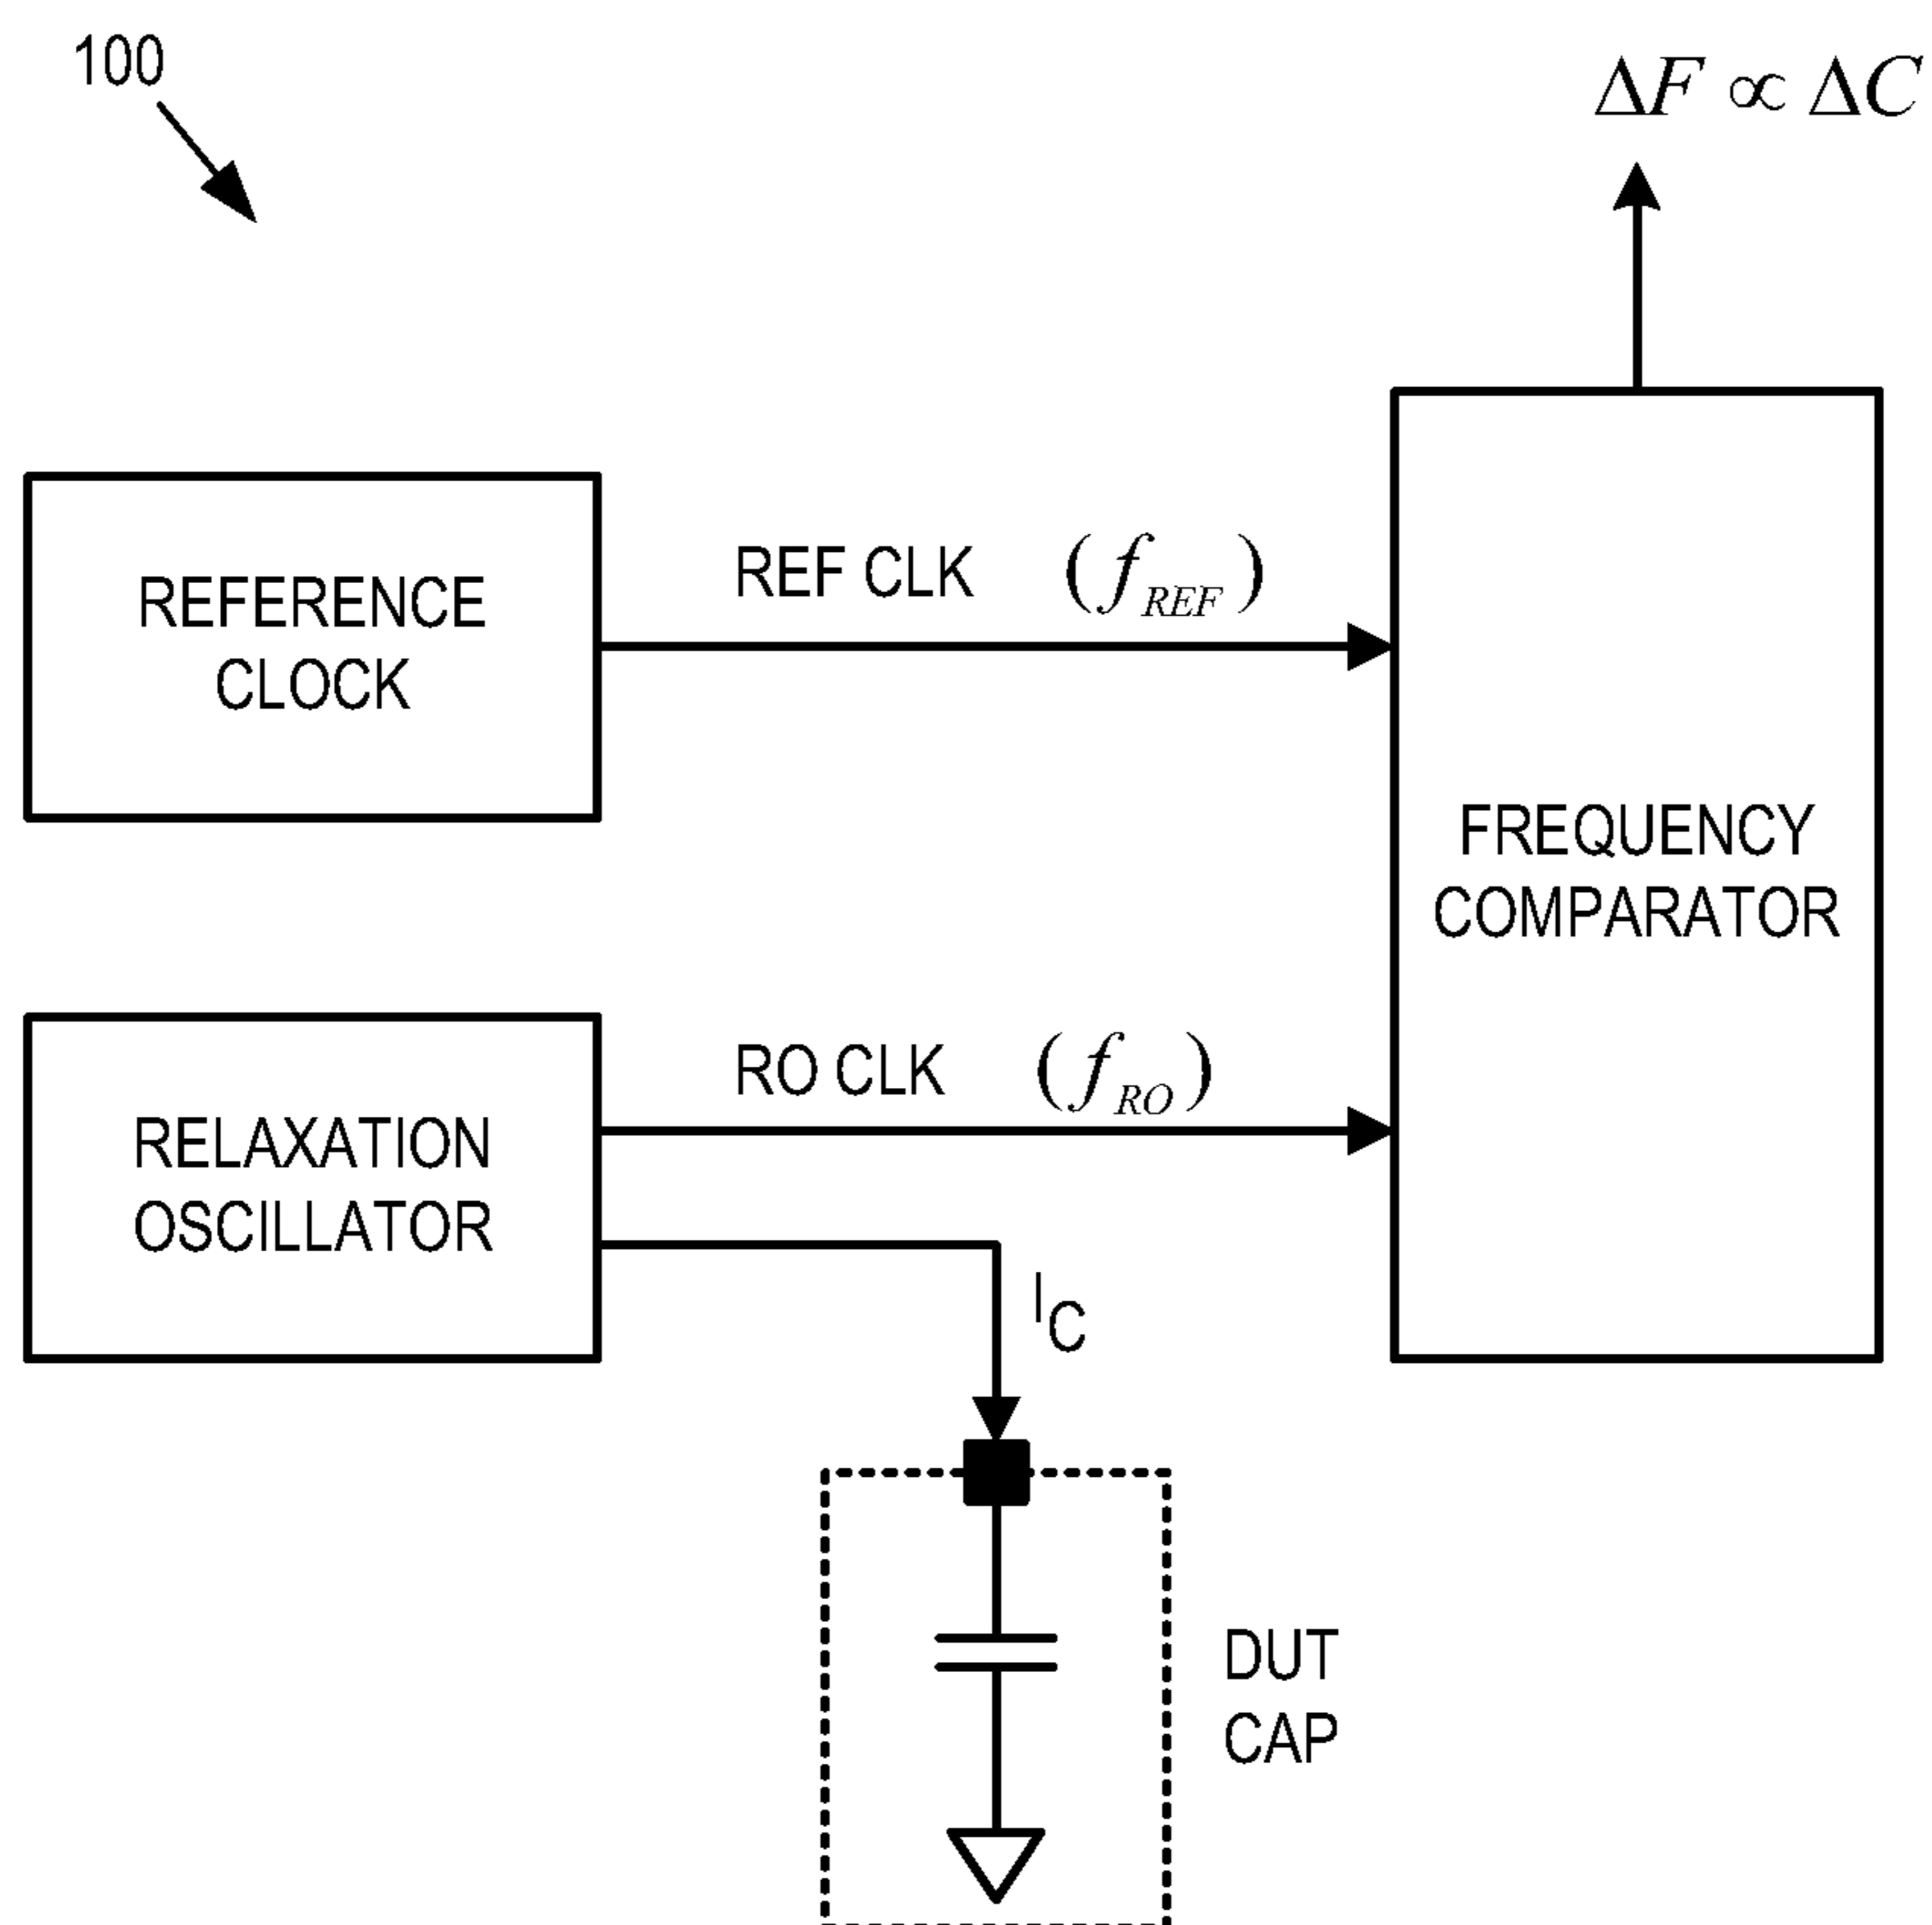 100
ΔF ∝ ΔC
REFERENCE
CLOCK
REF CLK (f_REF)
FREQUENCY
COMPARATOR
RELAXATION
OSCILLATOR
RO CLK (f_RO)
I_C
DUT
CAP